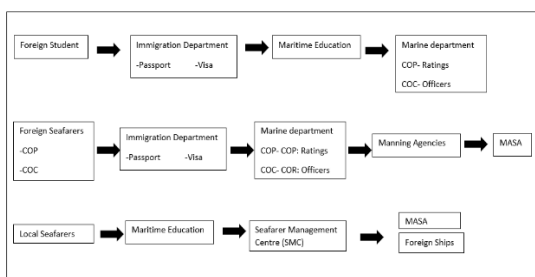 Foreign Student
Immigration Department
-Passport -Visa
Maritime Education
Marine department
COP- Ratings
COC- Officers
Foreign Seafarers
-COP
-COC
Immigration Department
-Passport -Visa
Marine department
COP- COP: Ratings
COC- COR: Officers
Manning Agencies
MASA
Local Seafarers
Maritime Education
Seafarer Management
Centre (SMC)
MASA
Foreign Ships